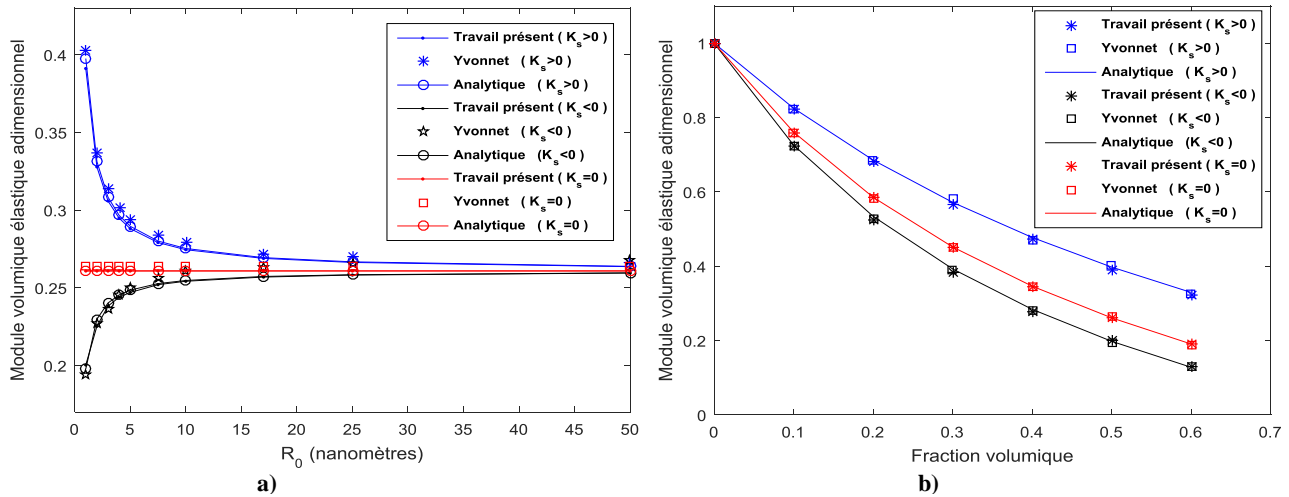 Module volumique élastique adimensionnel
0.4
0.35
0.3
0.25
0.2
Travail présent ( Ks>0)
Yvonnet ( Ks>0)
Analytique ( Ks>0)
Travail présent ( Ks<0)
Yvonnet ( Ks<0)
Analytique (Ks<0)
Travail présent ( Ks=0)
Yvonnet ( Ks=0)
Analytique ( Ks=0)
0 5 10 15 20 25 30 35 40 45 50
R0 (nanomètres)
a)
Module volumique élastique adimensionnel
1
0.8
0.6
0.4
0.2
0
Travail présent ( Ks>0)
Yvonnet ( Ks>0)
Analytique ( Ks>0)
Travail présent ( Ks<0)
Yvonnet ( Ks<0)
Analytique ( Ks<0)
Travail présent ( Ks=0)
Yvonnet ( Ks=0)
Analytique ( Ks=0)
0 0.1 0.2 0.3 0.4 0.5 0.6 0.7
Fraction volumique
b)